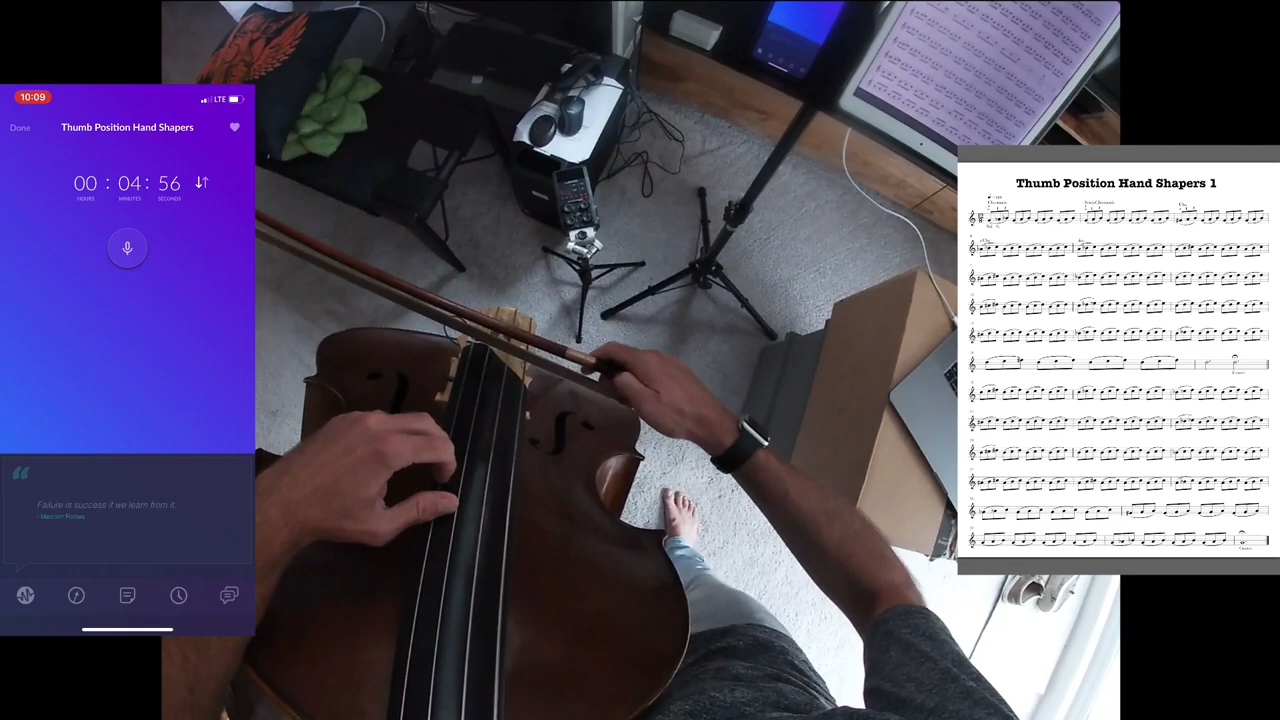 10:09
LTE
Done
Thumb Position Hand Shapers
00 : 04 : 56
HOURS
MINUTES
SECONDS
“
Failure is success if we learn from it.
- Malcolm Forbes
Thumb Position Hand Shapers 1